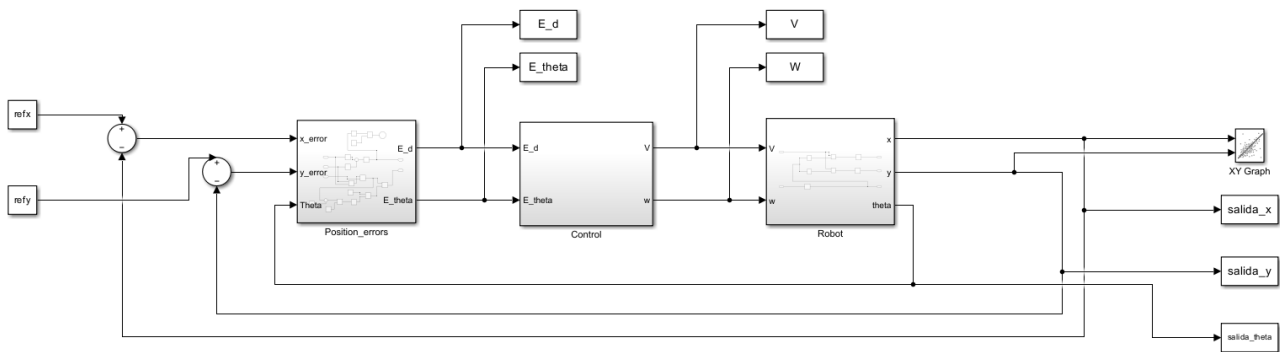 E_d
V
E_theta
W
refx
+
−
x_error
y_error
Theta
E_d
E_theta
Position_errors
E_d
E_theta
V
w
Control
V
w
x
y
theta
Robot
XY Graph
refy
+
−
salida_x
salida_y
salida_theta